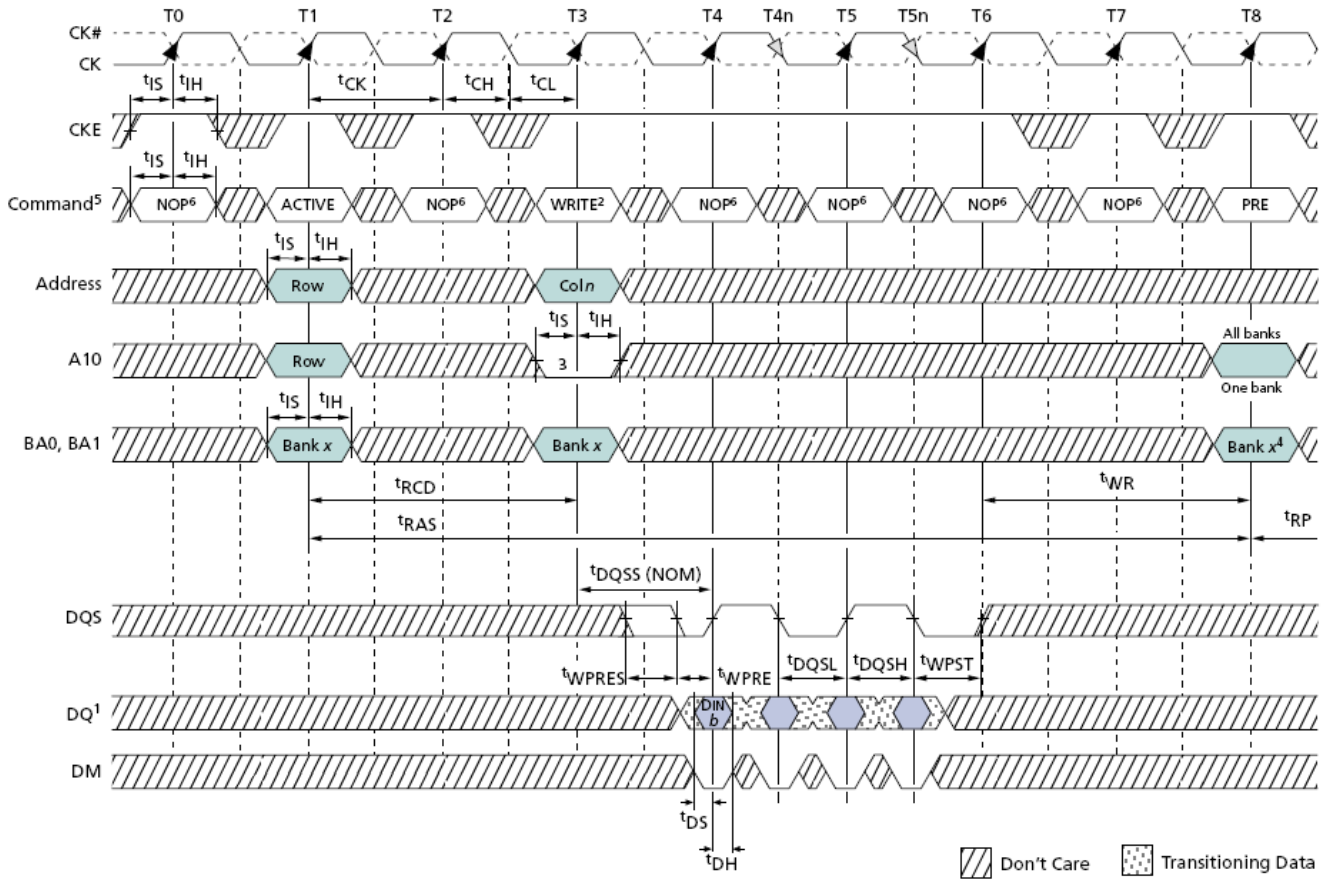 T0 T1 T2 T3 T4 T4n T5 T5n T6 T7 T8
CK#
CK
tIS tIH tCK tCH tCL
CKE
tIS tIH
Command5 NOP6 ACTIVE NOP6 WRITE2 NOP6 NOP6 NOP6 NOP6 PRE
tIS tIH
Address Row Col n
tIS tIH
All banks
A10 Row 3
One bank
tIS tIH
BA0, BA1 Bank x Bank x Bank x4
tRCD tWR
tRAS tRP
tDQSS (NOM)
DQS
tWPRES tWPRE tDQSL tDQSH tWPST
DQ1 DIN
b
DM
tDS
tDH
Don't Care Transitioning Data